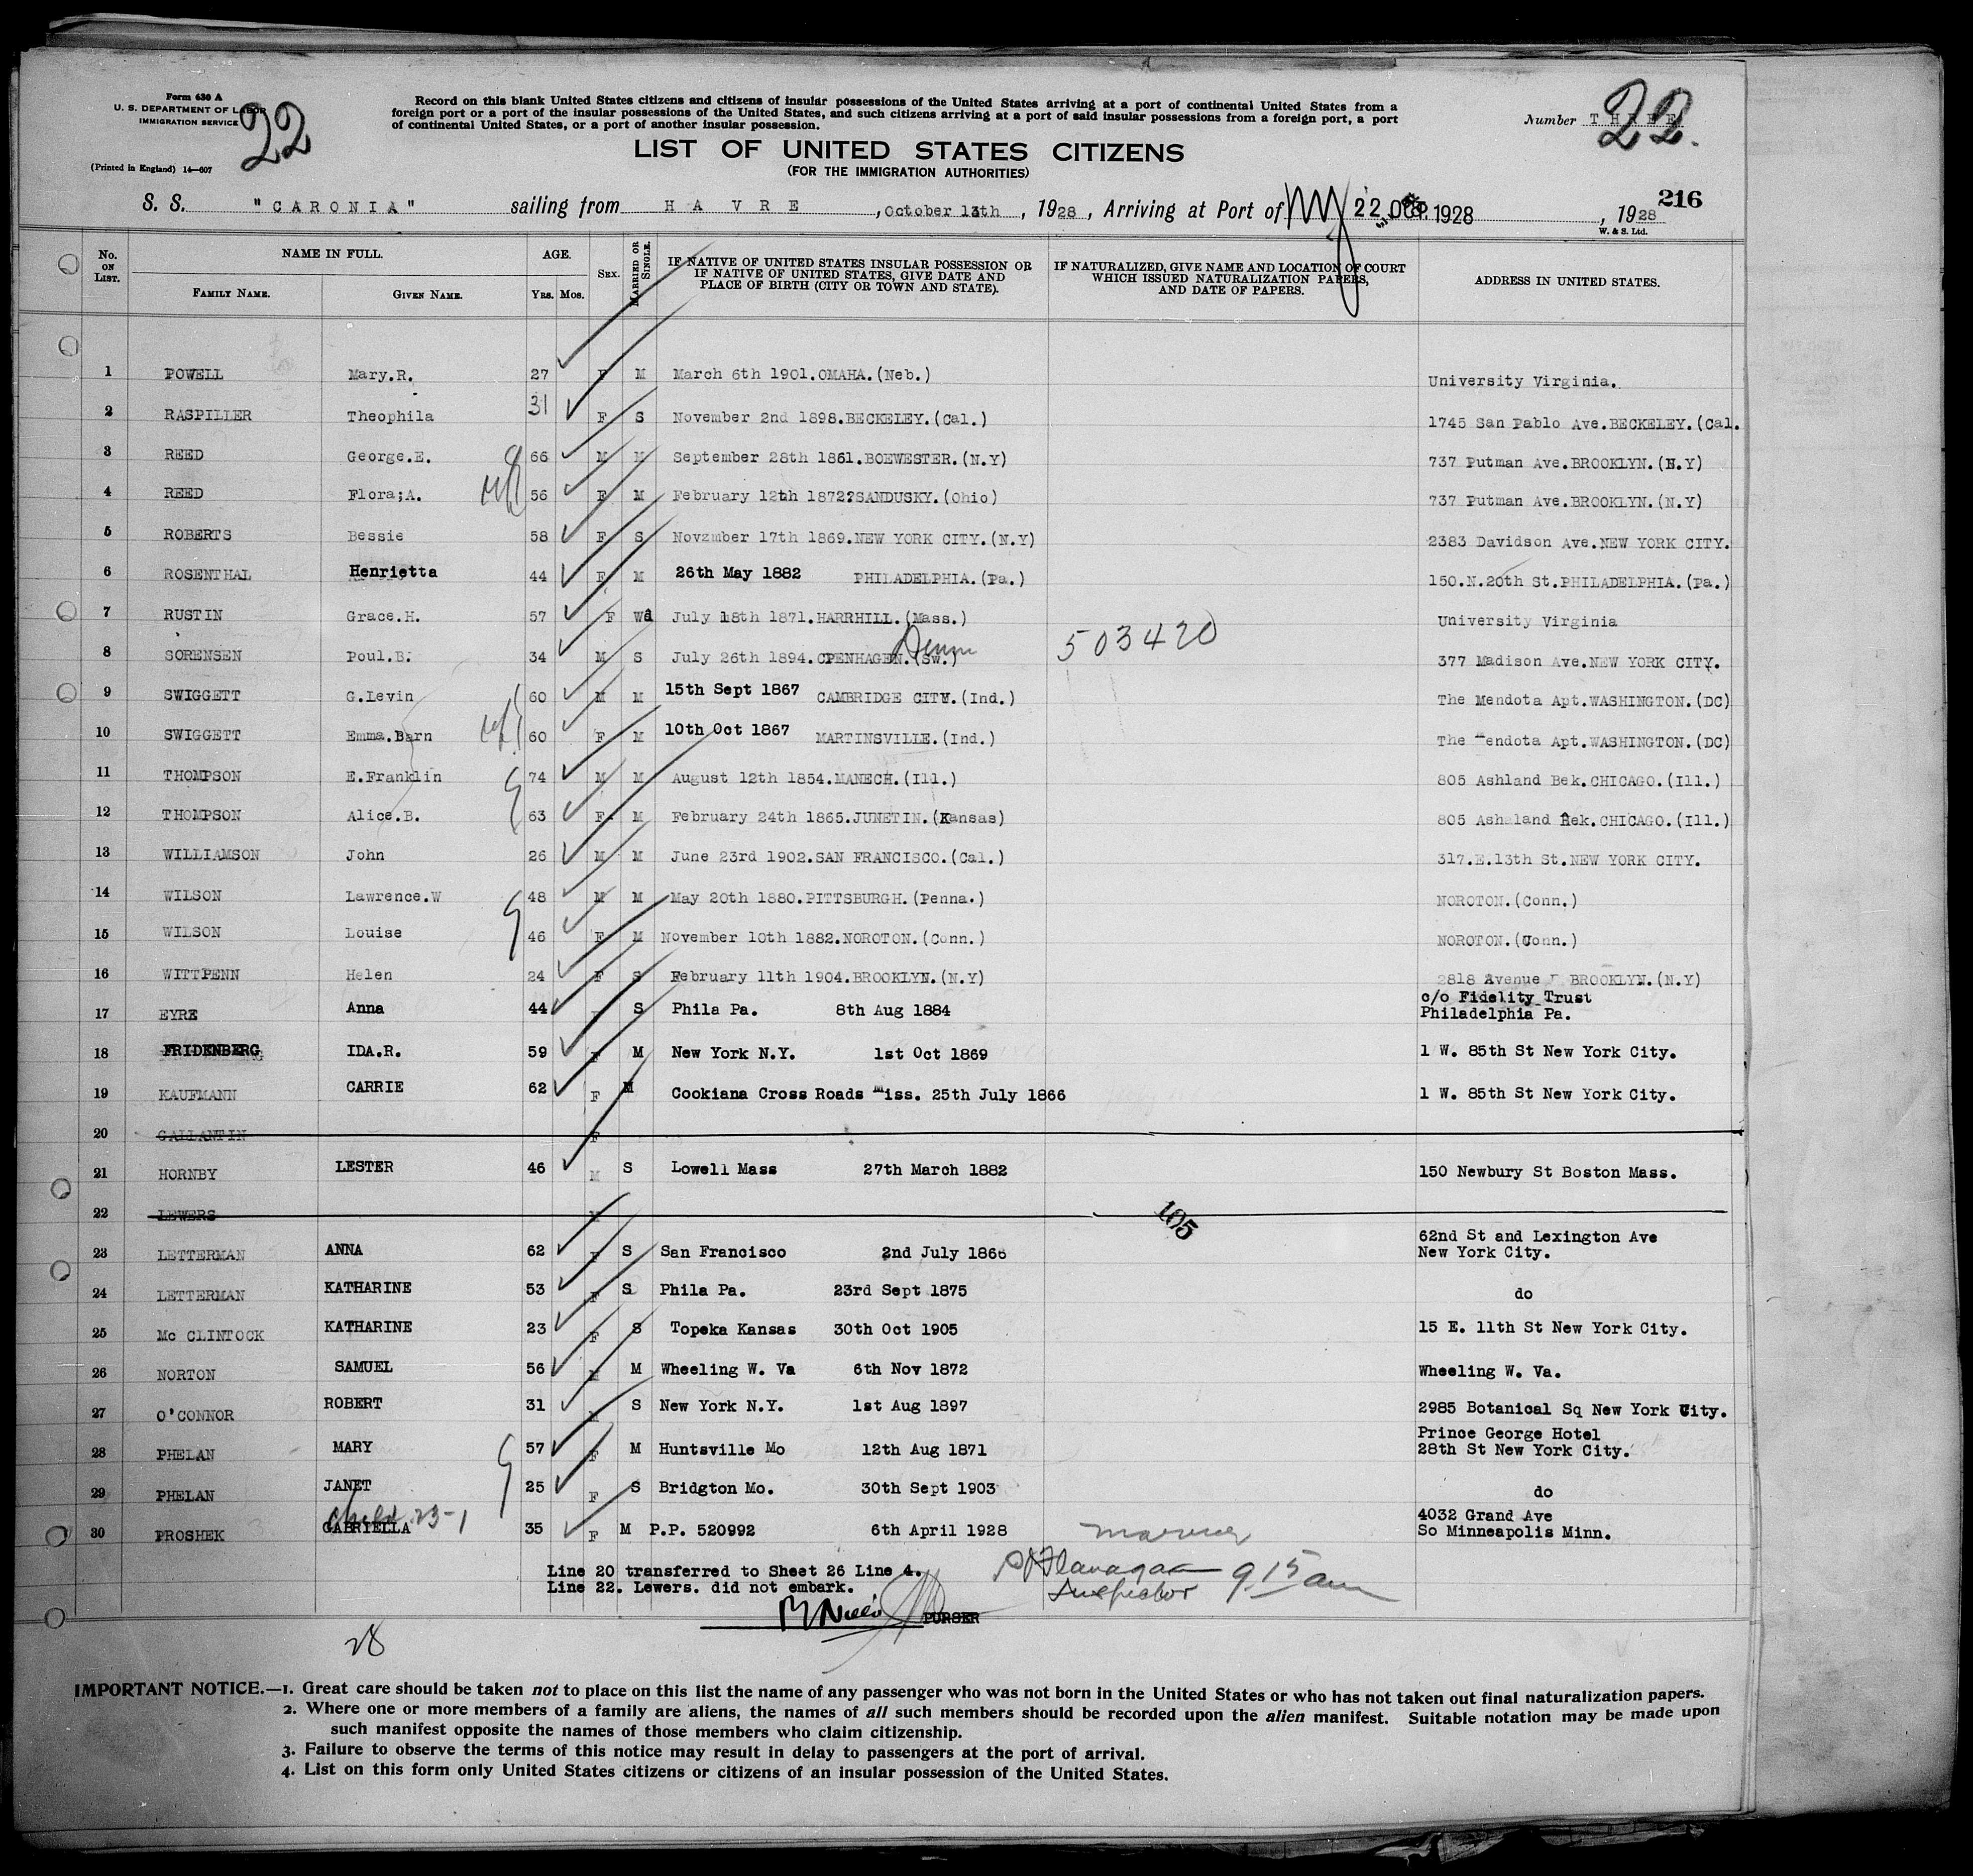 Form 630 A
U. S. DEPARTMENT OF LABOR
IMMIGRATION SERVICE
22
(Printed in England) 14—607
Record on this blank United States citizens and citizens of insular possessions of the United States arriving at a port of continental United States from a
foreign port or a port of the insular possessions of the United States, and such citizens arriving at a port of said insular possessions from a foreign port, a port
of continental United States, or a port of another insular possession.
Number THREE.
22.
LIST OF UNITED STATES CITIZENS
(FOR THE IMMIGRATION AUTHORITIES)
216
S. S. "CARONIA" sailing from HAVRE, October 13th, 1928, Arriving at Port of NY 22 OCT 1928, 1928
W. & S. Ltd.
No. ON LIST. NAME IN FULL. FAMILY NAME. GIVEN NAME. AGE. YRS. MOS. SEX. MARRIED OR SINGLE. IF NATIVE OF UNITED STATES INSULAR POSSESSION OR IF NATIVE OF UNITED STATES, GIVE DATE AND PLACE OF BIRTH (CITY OR TOWN AND STATE). IF NATURALIZED, GIVE NAME AND LOCATION OF COURT WHICH ISSUED NATURALIZATION PAPERS, AND DATE OF PAPERS. ADDRESS IN UNITED STATES.
1 POWELL Mary.R. 27 F M March 6th 1901.OMAHA.(Neb.) University Virginia.
2 RASPILLER Theophila 31 F S November 2nd 1898.BECKELEY.(Cal.) 1745 San Pablo Ave.BECKELEY.(Cal.
3 REED George.E. 66 M M September 28th 1861.BOEWESTER.(N.Y) 737 Putman Ave.BROOKLYN.(N.Y)
4 REED Flora;A. wf 56 F M February 12th 1872?SANDUSKY.(Ohio) 737 Putman Ave.BROOKLYN.(N.Y)
5 ROBERTS Bessie 58 F S Novzmber 17th 1869.NEW YORK CITY.(N.Y) 2383 Davidson Ave.NEW YORK CITY.
6 ROSENTHAL Henrietta 44 F M 26th May 1882 PHILADELPHIA.(Pa.) 150.N.20th St.PHILADELPHIA.(Pa.)
7 RUSTIN Grace.H. 57 F Wd July 18th 1871.HARRHILL.(Mass.) University Virginia
8 SORENSEN Poul.B. 34 M S July 26th 1894.CPENHAGEN.(Sw.) Denm 503420 377 Madison Ave.NEW YORK CITY.
9 SWIGGETT G.Levin 60 M M 15th Sept 1867 CAMBRIDGE CITY.(Ind.) The Mendota Apt.WASHINGTON.(DC)
10 SWIGGETT Emma.Barn wf 60 F M 10th Oct 1867 MARTINSVILLE.(Ind.) The Mendota Apt.WASHINGTON.(DC)
11 THOMPSON E.Franklin 74 M M August 12th 1854.MANECH.(Ill.) 805 Ashland Bek.CHICAGO.(Ill.)
12 THOMPSON Alice.B. 63 F M February 24th 1865.JUNETIN.(Kansas) 805 Ashaland Bek.CHICAGO.(Ill.)
13 WILLIAMSON John 26 M M June 23rd 1902.SAN FRANCISCO.(Cal.) 317.E.13th St.NEW YORK CITY.
14 WILSON Lawrence.W 48 M M May 20th 1880.PITTSBURGH.(Penna.) NOROTON.(Conn.)
15 WILSON Louise 46 F M November 10th 1882.NOROTON.(Conn.) NOROTON.(Conn.)
16 WITTPENN Helen 24 F S February 11th 1904.BROOKLYN.(N.Y) 2818 Avenue BROOKLYN.(N.Y)
17 EYRE Anna 44 S Phila Pa. 8th Aug 1884 c/o Fidelity Trust
Philadelphia Pa.
18 FRIDENBERG IDA.R. 59 F M New York N.Y. 1st Oct 1869 1 W. 85th St New York City.
19 KAUFMANN CARRIE 62 F M Cookiana Cross Roads Miss. 25th July 1866 1 W. 85th St New York City.
20 GALLANTIN F
21 HORNBY LESTER 46 M S Lowell Mass 27th March 1882 150 Newbury St Boston Mass.
22 LEWERS
105
23 LETTERMAN ANNA 62 F S San Francisco 2nd July 1866 62nd St and Lexington Ave
New York City.
24 LETTERMAN KATHARINE 53 F S Phila Pa. 23rd Sept 1875 do
25 Mc CLINTOCK KATHARINE 23 F S Topeka Kansas 30th Oct 1905 15 E. 11th St New York City.
26 NORTON SAMUEL 56 M M Wheeling W. Va 6th Nov 1872 Wheeling W. Va.
27 O'CONNOR ROBERT 31 M S New York N.Y. 1st Aug 1897 2985 Botanical Sq New York City.
28 PHELAN MARY 57 F M Huntsville Mo 12th Aug 1871 Prince George Hotel
28th St New York City.
29 PHELAN JANET 25 F S Bridgton Mo. 30th Sept 1903 do
30 PROSHEK GABRIELLA 35 F M P.P. 520992 6th April 1928 4032 Grand Ave
So Minneapolis Minn.
Line 20 transferred to Sheet 26 Line 4.
Line 22. Lewers. did not embark.
Flanagan 9 15 am
Inspector
PURSER
28
IMPORTANT NOTICE.—1. Great care should be taken not to place on this list the name of any passenger who was not born in the United States or who has not taken out final naturalization papers.
2. Where one or more members of a family are aliens, the names of all such members should be recorded upon the alien manifest. Suitable notation may be made upon
such manifest opposite the names of those members who claim citizenship.
3. Failure to observe the terms of this notice may result in delay to passengers at the port of arrival.
4. List on this form only United States citizens or citizens of an insular possession of the United States.